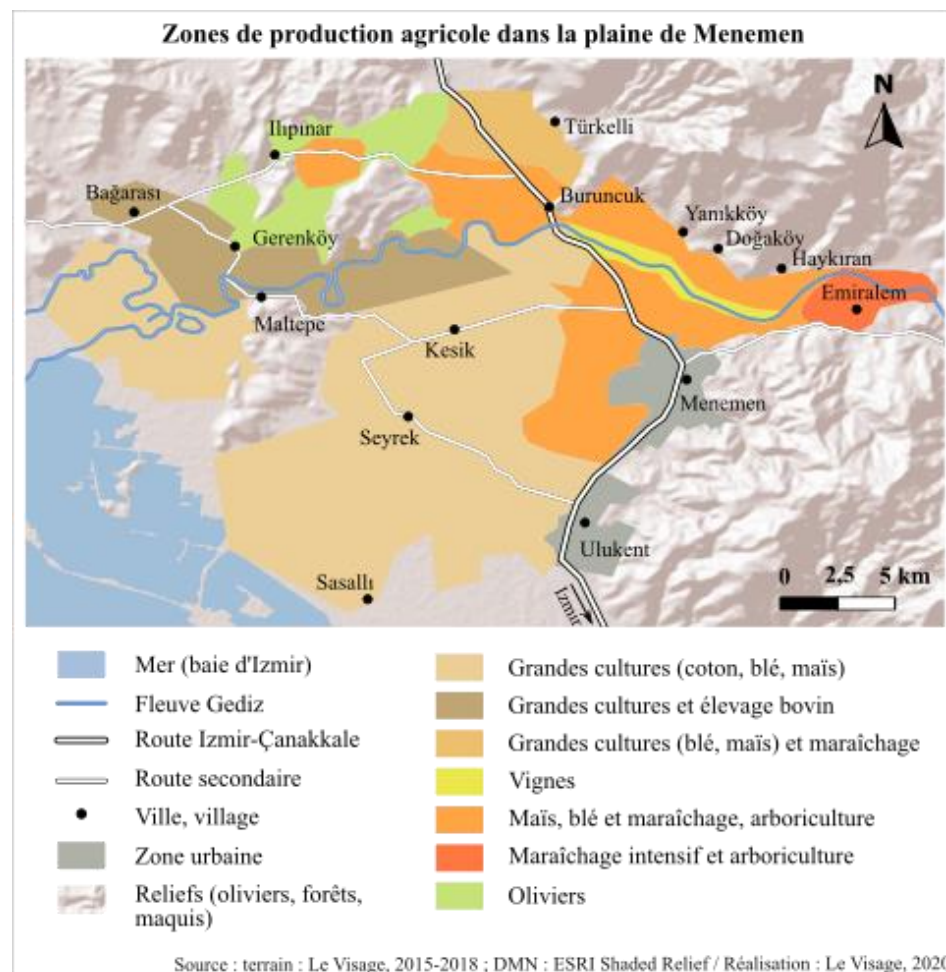 Zones de production agricole dans la plaine de Menemen
N
Türkelli
Ilıpınar
Bağarası
Buruncuk
Yanıkköy
Gerenköy
Doğaköy
Haykıran
Emiralem
Maltepe
Kesik
Menemen
Seyrek
Ulukent
Sasallı
Izmir
0 2,5 5 km
Mer (baie d'Izmir)
Fleuve Gediz
Route Izmir-Çanakkale
Route secondaire
Ville, village
Zone urbaine
Reliefs (oliviers, forêts,
maquis)
Grandes cultures (coton, blé, maïs)
Grandes cultures et élevage bovin
Grandes cultures (blé, maïs) et maraîchage
Vignes
Maïs, blé et maraîchage, arboriculture
Maraîchage intensif et arboriculture
Oliviers
Source : terrain : Le Visage, 2015-2018 ; DMN : ESRI Shaded Relief / Réalisation : Le Visage, 2020